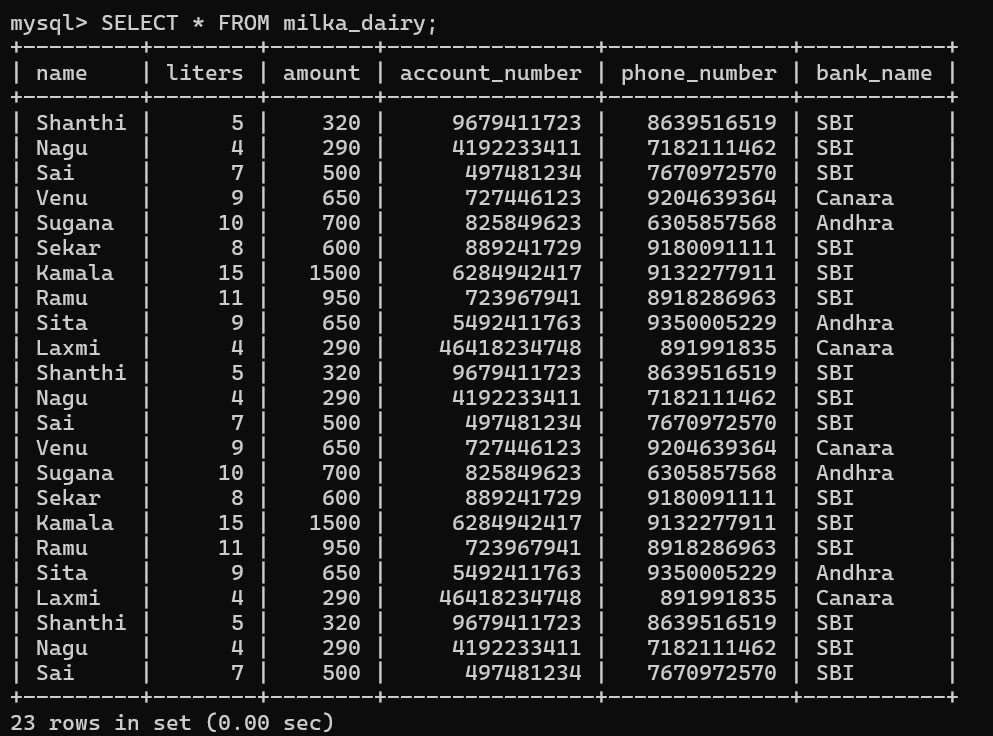 mysql> SELECT * FROM milka_dairy;
+---------+--------+--------+----------------+--------------+-----------+
| name    | liters | amount | account_number | phone_number | bank_name |
+---------+--------+--------+----------------+--------------+-----------+
| Shanthi |      5 |    320 |     9679411723 |   8639516519 | SBI       |
| Nagu    |      4 |    290 |     4192233411 |   7182111462 | SBI       |
| Sai     |      7 |    500 |      497481234 |   7670972570 | SBI       |
| Venu    |      9 |    650 |      727446123 |   9204639364 | Canara    |
| Sugana  |     10 |    700 |      825849623 |   6305857568 | Andhra    |
| Sekar   |      8 |    600 |      889241729 |   9180091111 | SBI       |
| Kamala  |     15 |   1500 |     6284942417 |   9132277911 | SBI       |
| Ramu    |     11 |    950 |      723967941 |   8918286963 | SBI       |
| Sita    |      9 |    650 |     5492411763 |   9350005229 | Andhra    |
| Laxmi   |      4 |    290 |    46418234748 |    891991835 | Canara    |
| Shanthi |      5 |    320 |     9679411723 |   8639516519 | SBI       |
| Nagu    |      4 |    290 |     4192233411 |   7182111462 | SBI       |
| Sai     |      7 |    500 |      497481234 |   7670972570 | SBI       |
| Venu    |      9 |    650 |      727446123 |   9204639364 | Canara    |
| Sugana  |     10 |    700 |      825849623 |   6305857568 | Andhra    |
| Sekar   |      8 |    600 |      889241729 |   9180091111 | SBI       |
| Kamala  |     15 |   1500 |     6284942417 |   9132277911 | SBI       |
| Ramu    |     11 |    950 |      723967941 |   8918286963 | SBI       |
| Sita    |      9 |    650 |     5492411763 |   9350005229 | Andhra    |
| Laxmi   |      4 |    290 |    46418234748 |    891991835 | Canara    |
| Shanthi |      5 |    320 |     9679411723 |   8639516519 | SBI       |
| Nagu    |      4 |    290 |     4192233411 |   7182111462 | SBI       |
| Sai     |      7 |    500 |      497481234 |   7670972570 | SBI       |
+---------+--------+--------+----------------+--------------+-----------+
23 rows in set (0.00 sec)